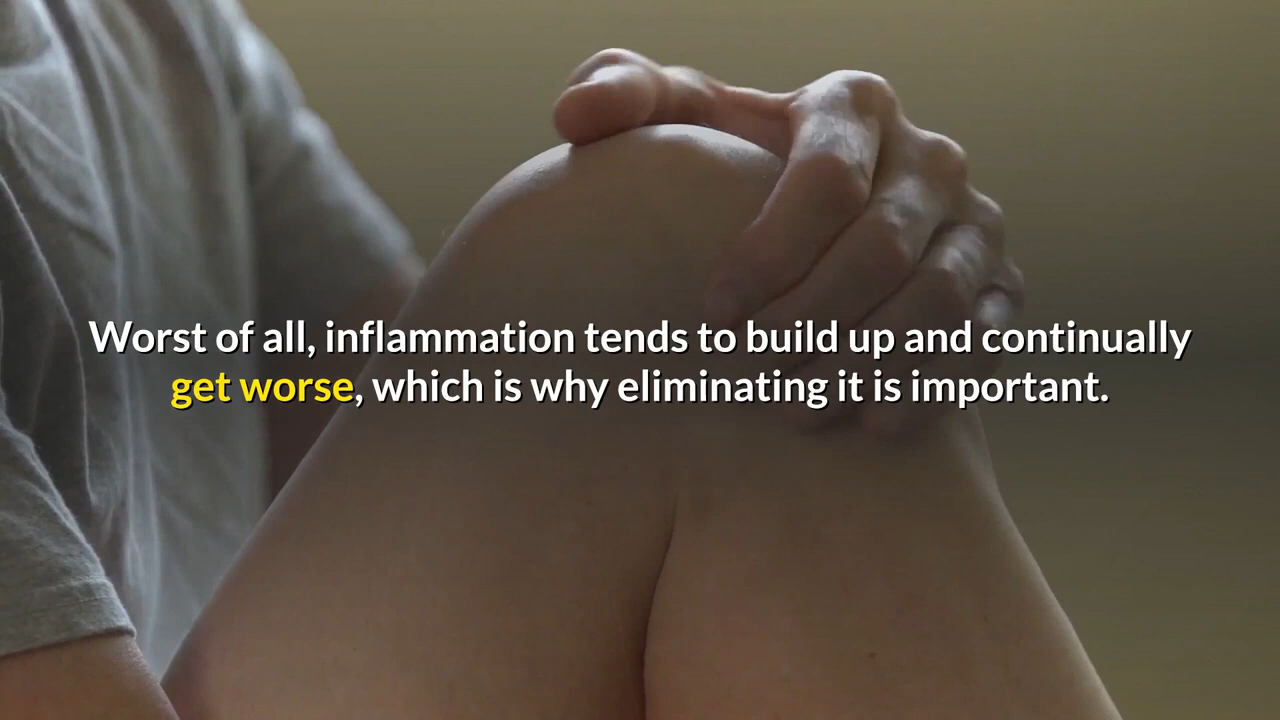 Worst of all, inflammation tends to build up and continually
get worse, which is why eliminating it is important.